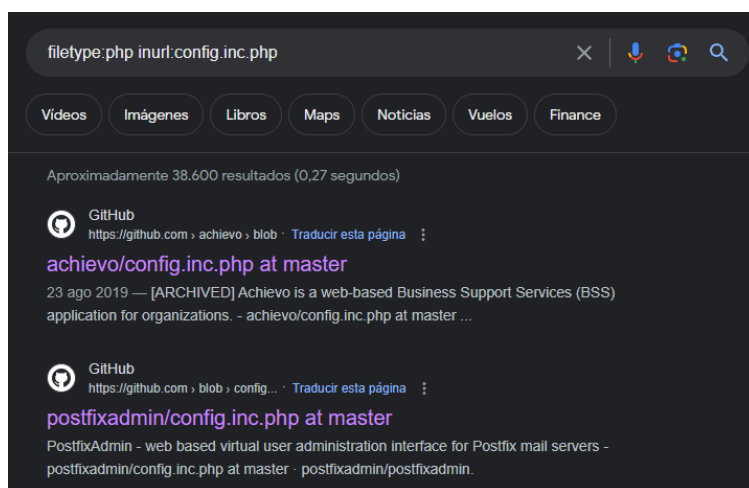 filetype:php inurl:config.inc.php
Vídeos Imágenes Libros Maps Noticias Vuelos Finance
Aproximadamente 38.600 resultados (0,27 segundos)
GitHub
https://github.com › achievo › blob · Traducir esta página
achievo/config.inc.php at master
23 ago 2019 — [ARCHIVED] Achievo is a web-based Business Support Services (BSS)
application for organizations. - achievo/config.inc.php at master ...
GitHub
https://github.com › blob › config... · Traducir esta página
postfixadmin/config.inc.php at master
PostfixAdmin - web based virtual user administration interface for Postfix mail servers -
postfixadmin/config.inc.php at master · postfixadmin/postfixadmin.